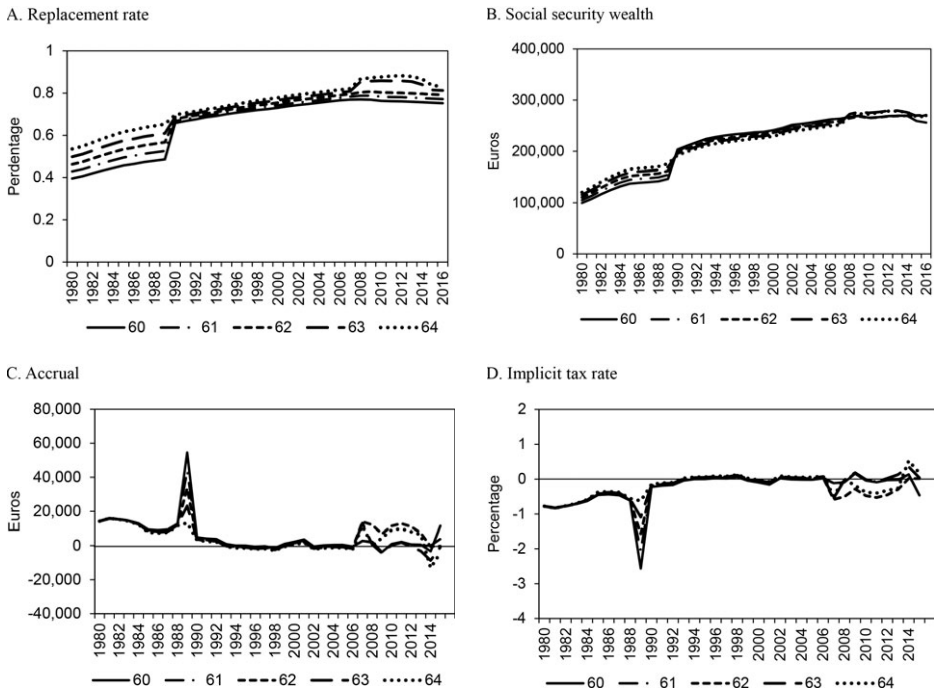 A. Replacement rate
1
0.8
0.6
0.4
0.2
0
Perdentage
1980 1982 1984 1986 1988 1990 1992 1994 1996 1998 2000 2002 2004 2006 2008 2010 2012 2014 2016
60 61 62 63 64
B. Social security wealth
400,000
300,000
200,000
100,000
0
Euros
1980 1982 1984 1986 1988 1990 1992 1994 1996 1998 2000 2002 2004 2006 2008 2010 2012 2014 2016
60 61 62 63 64
C. Accrual
80,000
60,000
40,000
20,000
0
-20,000
-40,000
Euros
1980 1982 1984 1986 1988 1990 1992 1994 1996 1998 2000 2002 2004 2006 2008 2010 2012 2014
60 61 62 63 64
D. Implicit tax rate
2
1
0
-1
-2
-3
-4
Percentage
1980 1982 1984 1986 1988 1990 1992 1994 1996 1998 2000 2002 2004 2006 2008 2010 2012 2014
60 61 62 63 64